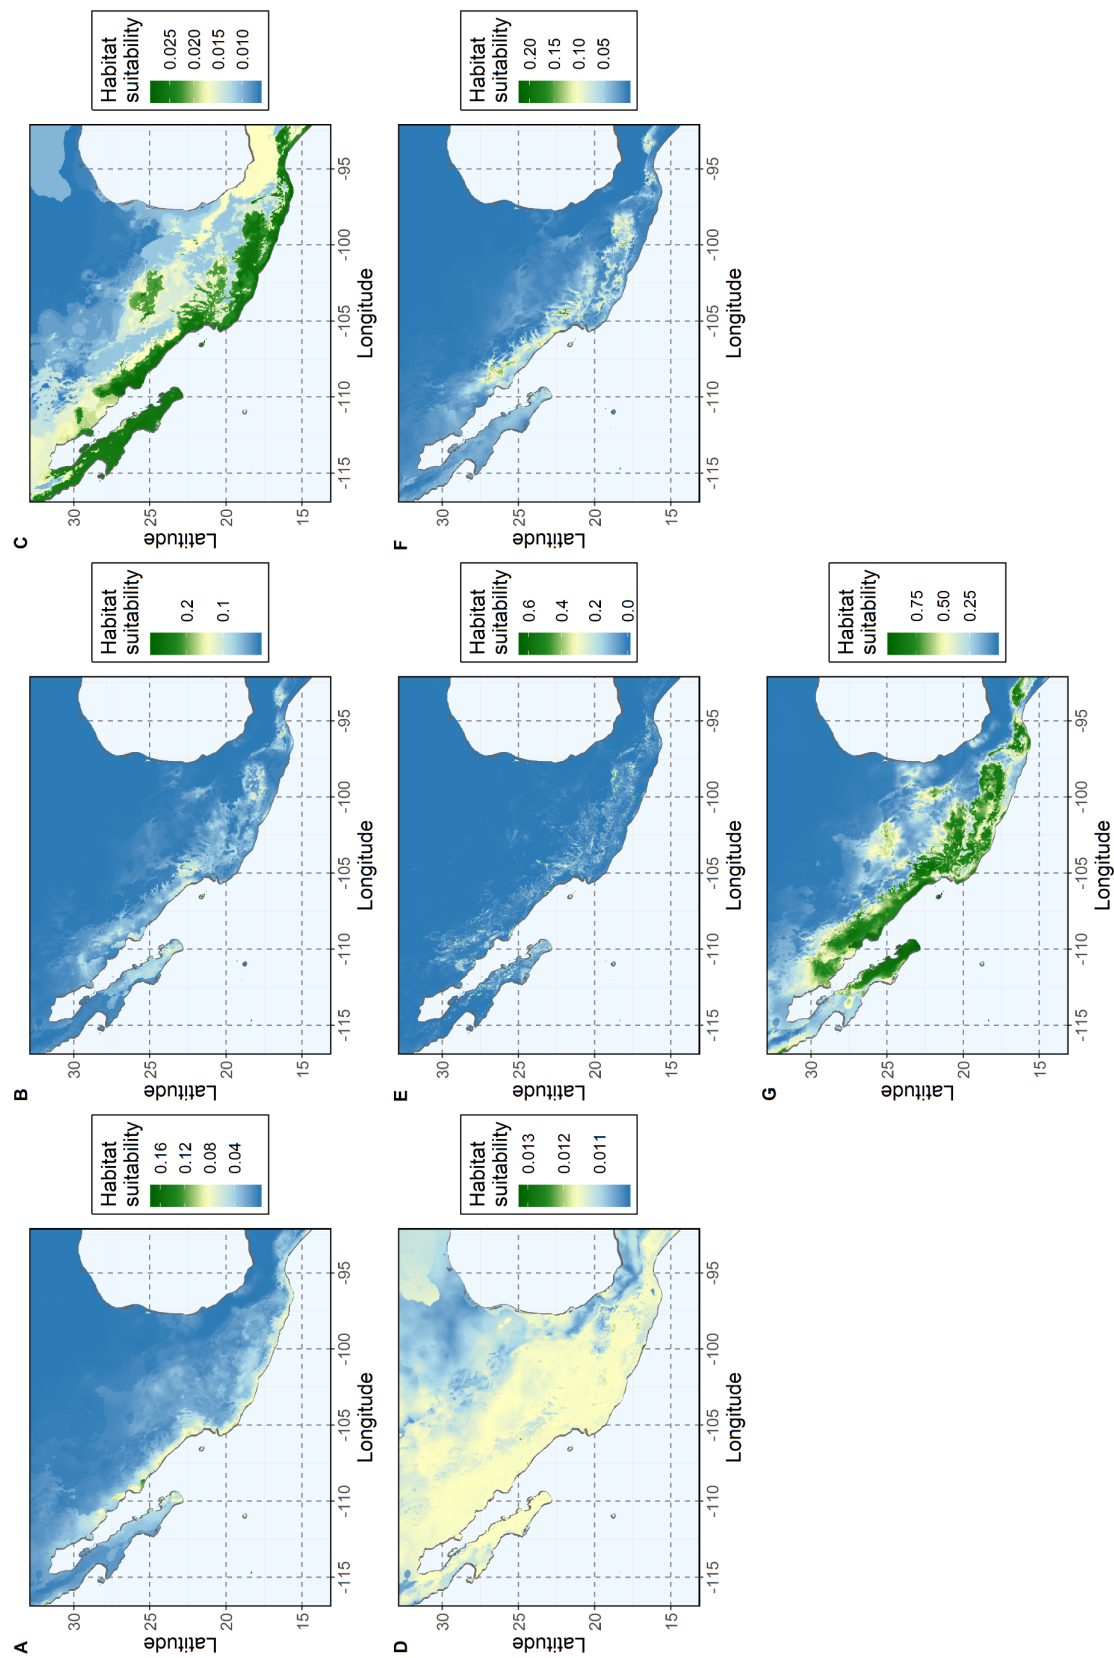 A
Latitude
30
25
20
15
-115
-110
-105
-100
-95
Longitude
Habitat
suitability
0.16
0.12
0.08
0.04
B
Latitude
30
25
20
15
-115
-110
-105
-100
-95
Longitude
Habitat
suitability
0.2
0.1
C
Latitude
30
25
20
15
-115
-110
-105
-100
-95
Longitude
Habitat
suitability
0.025
0.020
0.015
0.010
D
Latitude
30
25
20
15
-115
-110
-105
-100
-95
Longitude
Habitat
suitability
0.013
0.012
0.011
E
Latitude
30
25
20
15
-115
-110
-105
-100
-95
Longitude
Habitat
suitability
0.6
0.4
0.2
0.0
F
Latitude
30
25
20
15
-115
-110
-105
-100
-95
Longitude
Habitat
suitability
0.20
0.15
0.10
0.05
G
Latitude
30
25
20
15
-115
-110
-105
-100
-95
Longitude
Habitat
suitability
0.75
0.50
0.25